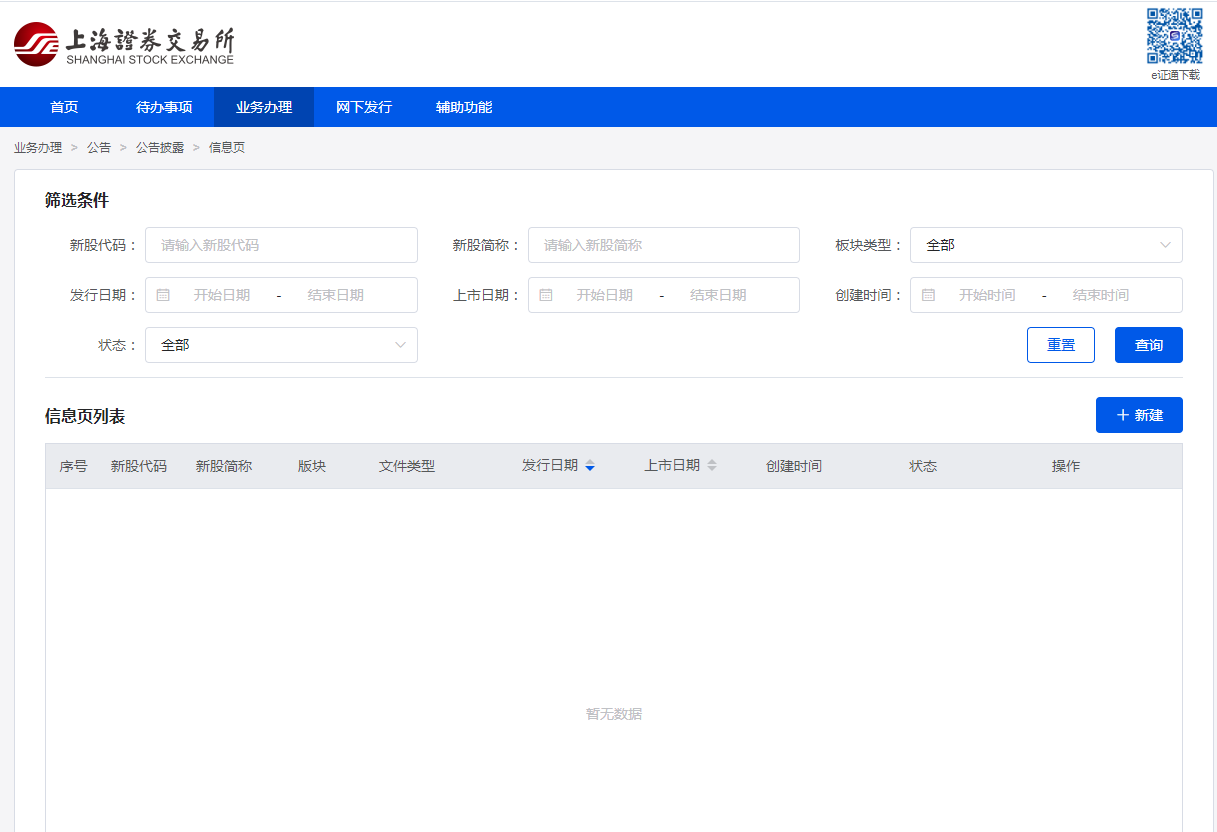 上海證券交易所
SHANGHAI STOCK EXCHANGE
e证通下载
首页 待办事项 业务办理 网下发行 辅助功能
业务办理 > 公告 > 公告披露 > 信息页
筛选条件
新股代码： 请输入新股代码 新股简称： 请输入新股简称 板块类型： 全部
发行日期： 开始日期 - 结束日期 上市日期： 开始日期 - 结束日期 创建时间： 开始时间 - 结束时间
状态： 全部 重置 查询
信息页列表 + 新建
序号 新股代码 新股简称 版块 文件类型 发行日期 上市日期 创建时间 状态 操作
暂无数据